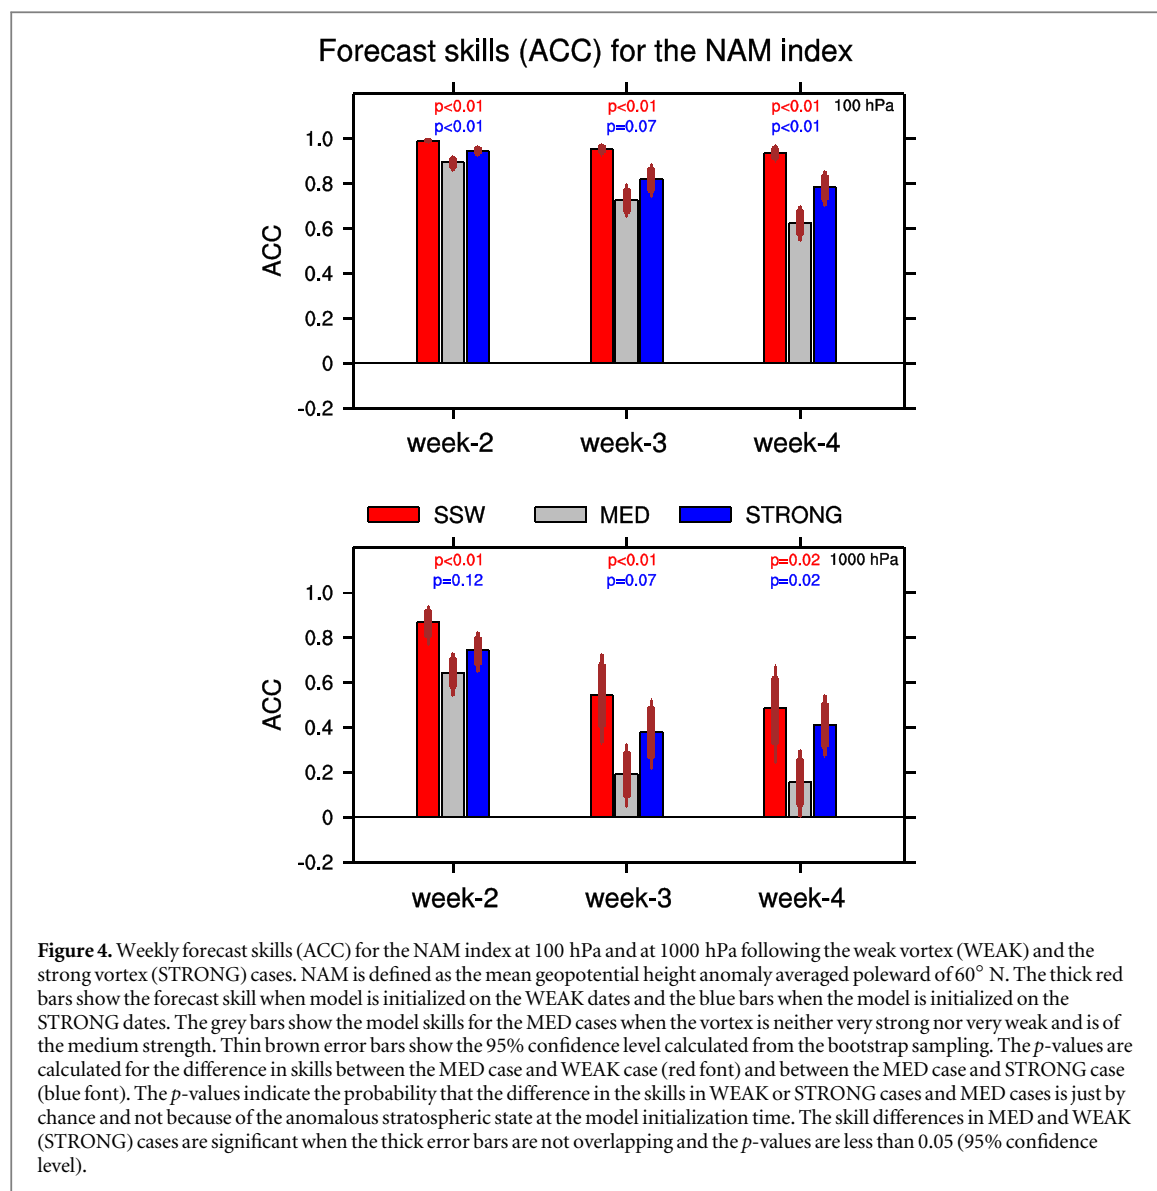 Forecast skills (ACC) for the NAM index
p<0.01 p<0.01 p<0.01 100 hPa
p<0.01 p=0.07 p<0.01
1.0
0.8
0.6
ACC
0.4
0.2
0
-0.2
week-2 week-3 week-4
SSW MED STRONG
p<0.01 p<0.01 p=0.02 1000 hPa
p=0.12 p=0.07 p=0.02
1.0
0.8
0.6
ACC
0.4
0.2
0
-0.2
week-2 week-3 week-4
Figure 4. Weekly forecast skills (ACC) for the NAM index at 100 hPa and at 1000 hPa following the weak vortex (WEAK) and the
strong vortex (STRONG) cases. NAM is defined as the mean geopotential height anomaly averaged poleward of 60° N. The thick red
bars show the forecast skill when model is initialized on the WEAK dates and the blue bars when the model is initialized on the
STRONG dates. The grey bars show the model skills for the MED cases when the vortex is neither very strong nor very weak and is of
the medium strength. Thin brown error bars show the 95% confidence level calculated from the bootstrap sampling. The p-values are
calculated for the difference in skills between the MED case and WEAK case (red font) and between the MED case and STRONG case
(blue font). The p-values indicate the probability that the difference in the skills in WEAK or STRONG cases and MED cases is just by
chance and not because of the anomalous stratospheric state at the model initialization time. The skill differences in MED and WEAK
(STRONG) cases are significant when the thick error bars are not overlapping and the p-values are less than 0.05 (95% confidence
level).